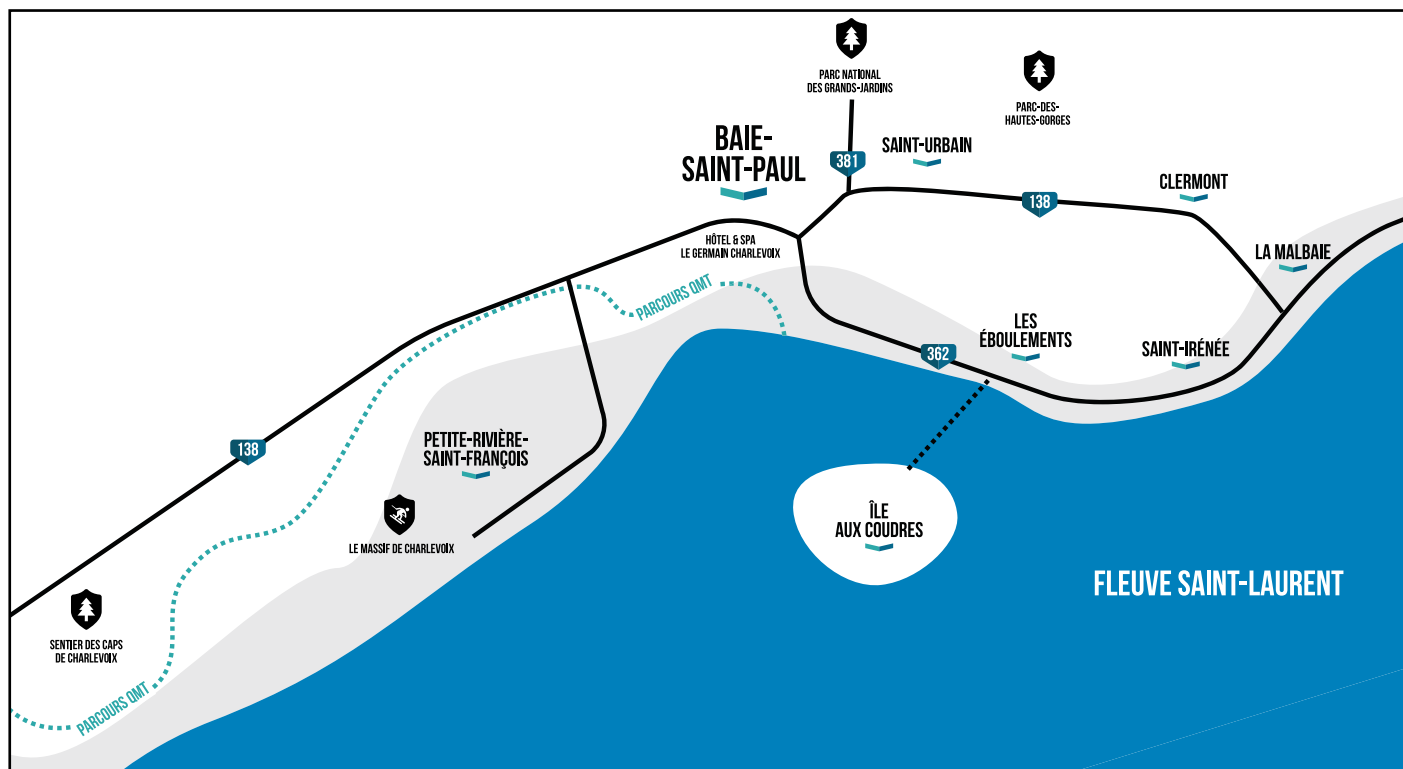 PARC NATIONAL
DES GRANDS-JARDINS
PARC-DES-
HAUTES-GORGES
BAIE-
SAINT-PAUL
381
SAINT-URBAIN
138
CLERMONT
HÔTEL & SPA
LE GERMAIN CHARLEVOIX
LA MALBAIE
PARCOURS QMT
LES
ÉBOULEMENTS
362
SAINT-IRÉNÉE
138
PETITE-RIVIÈRE-
SAINT-FRANÇOIS
LE MASSIF DE CHARLEVOIX
ÎLE
AUX COUDRES
FLEUVE SAINT-LAURENT
SENTIER DES CAPS
DE CHARLEVOIX
PARCOURS QMT